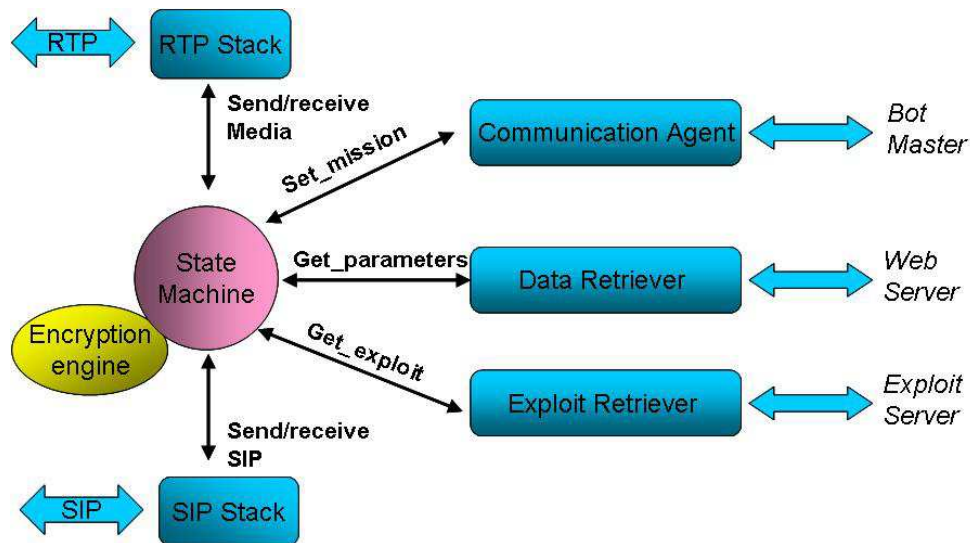 RTP
RTP Stack
Send/receive
Media
Communication Agent
Bot
Master
Set_mission
State
Machine
Get_parameters
Data Retriever
Web
Server
Encryption
engine
Get_exploit
Exploit Retriever
Exploit
Server
Send/receive
SIP
SIP
SIP Stack